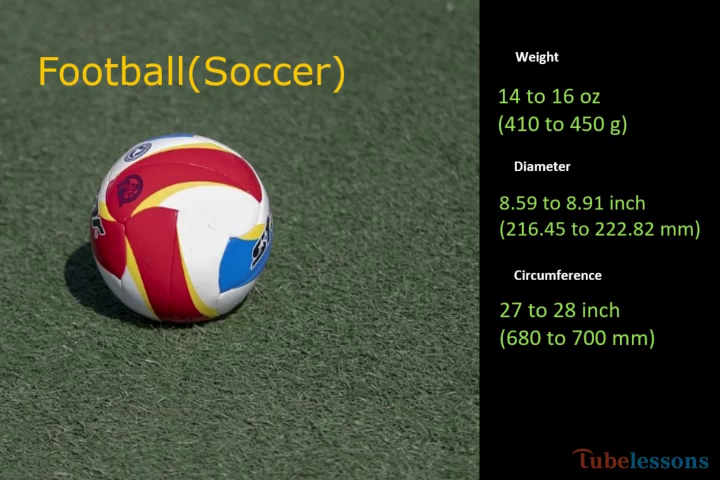 Football(Soccer)
Weight
14 to 16 oz
(410 to 450 g)
Diameter
8.59 to 8.91 inch
(216.45 to 222.82 mm)
Circumference
27 to 28 inch
(680 to 700 mm)
Tubelessons